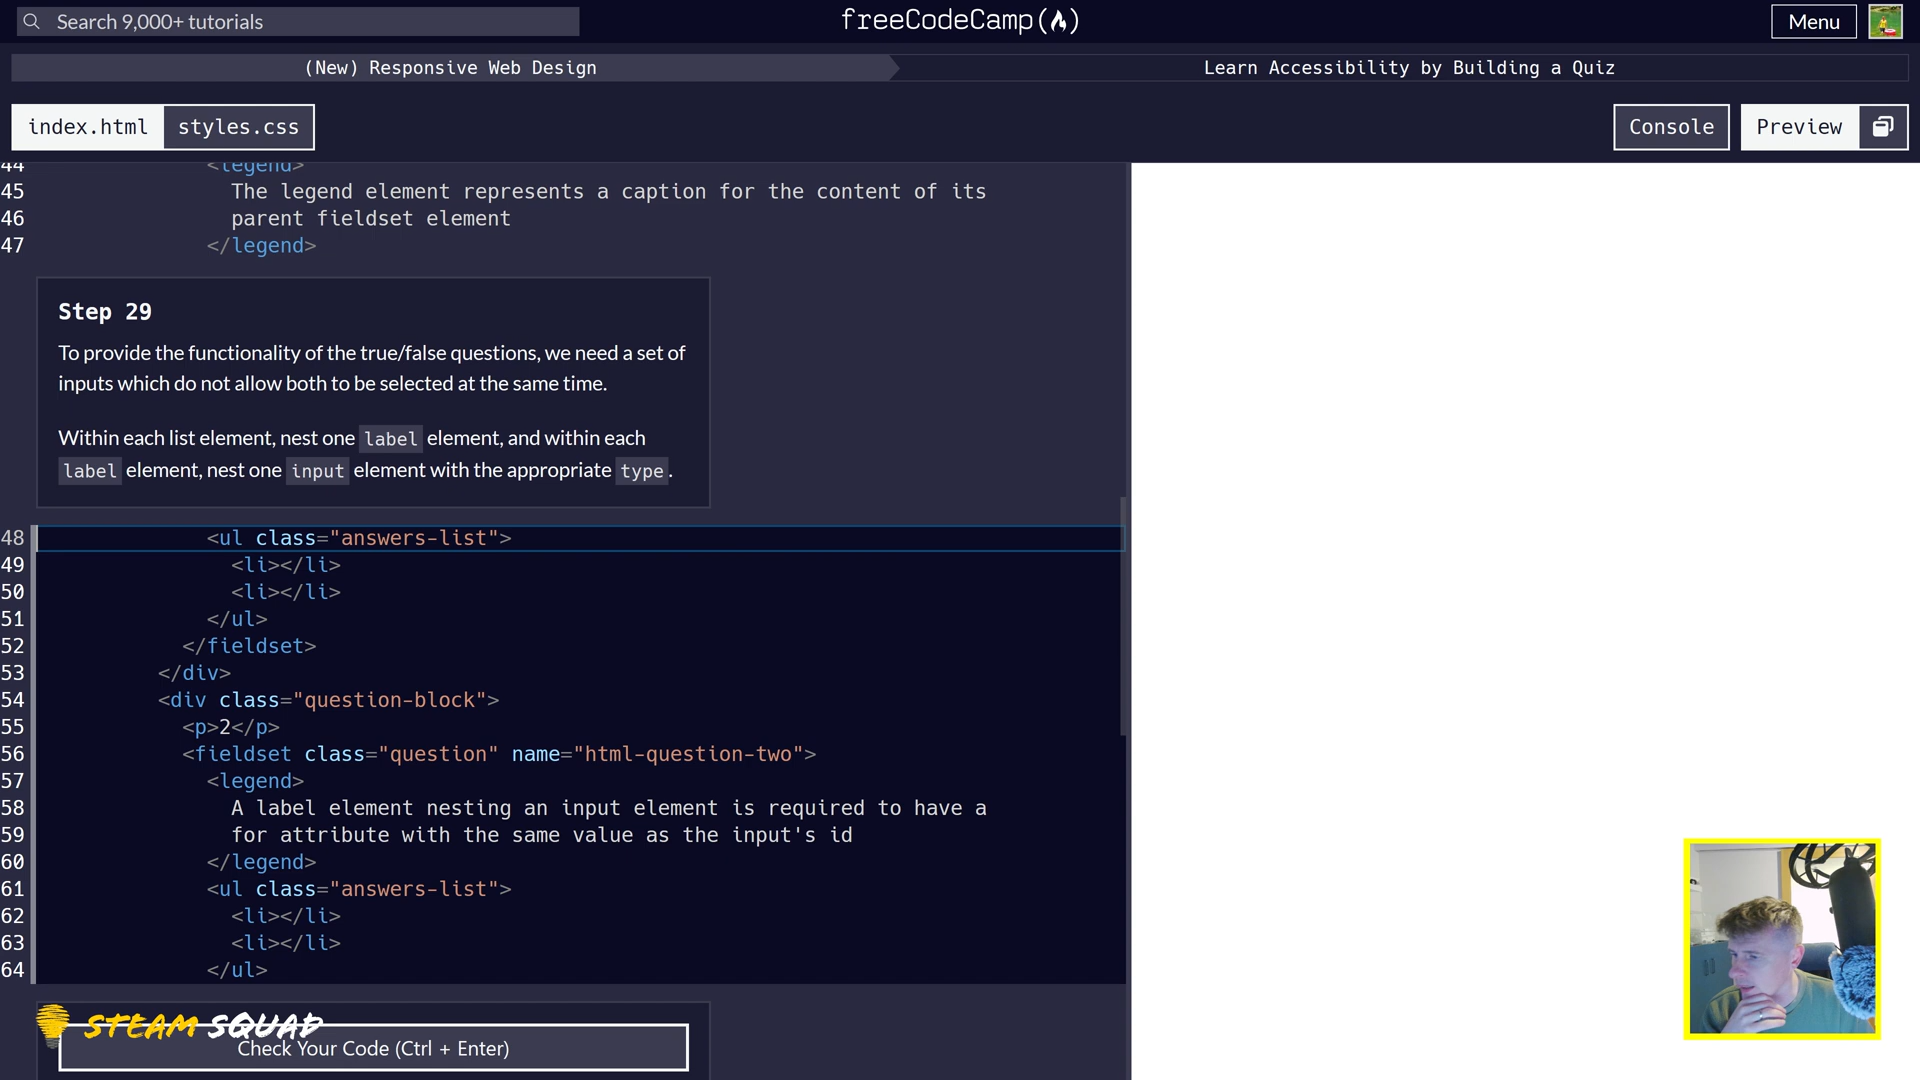 Search 9,000+ tutorials
freeCodeCamp
Menu
(New) Responsive Web Design
Learn Accessibility by Building a Quiz
index.html
styles.css
Console
Preview
44 <legend>
45 The legend element represents a caption for the content of its
46 parent fieldset element
47 </legend>
Step 29
To provide the functionality of the true/false questions, we need a set of
inputs which do not allow both to be selected at the same time.
Within each list element, nest one label element, and within each
label element, nest one input element with the appropriate type.
48 <ul class="answers-list">
49 <li></li>
50 <li></li>
51 </ul>
52 </fieldset>
53 </div>
54 <div class="question-block">
55 <p>2</p>
56 <fieldset class="question" name="html-question-two">
57 <legend>
58 A label element nesting an input element is required to have a
59 for attribute with the same value as the input's id
60 </legend>
61 <ul class="answers-list">
62 <li></li>
63 <li></li>
64 </ul>
STEAM SQUAD
Check Your Code (Ctrl + Enter)